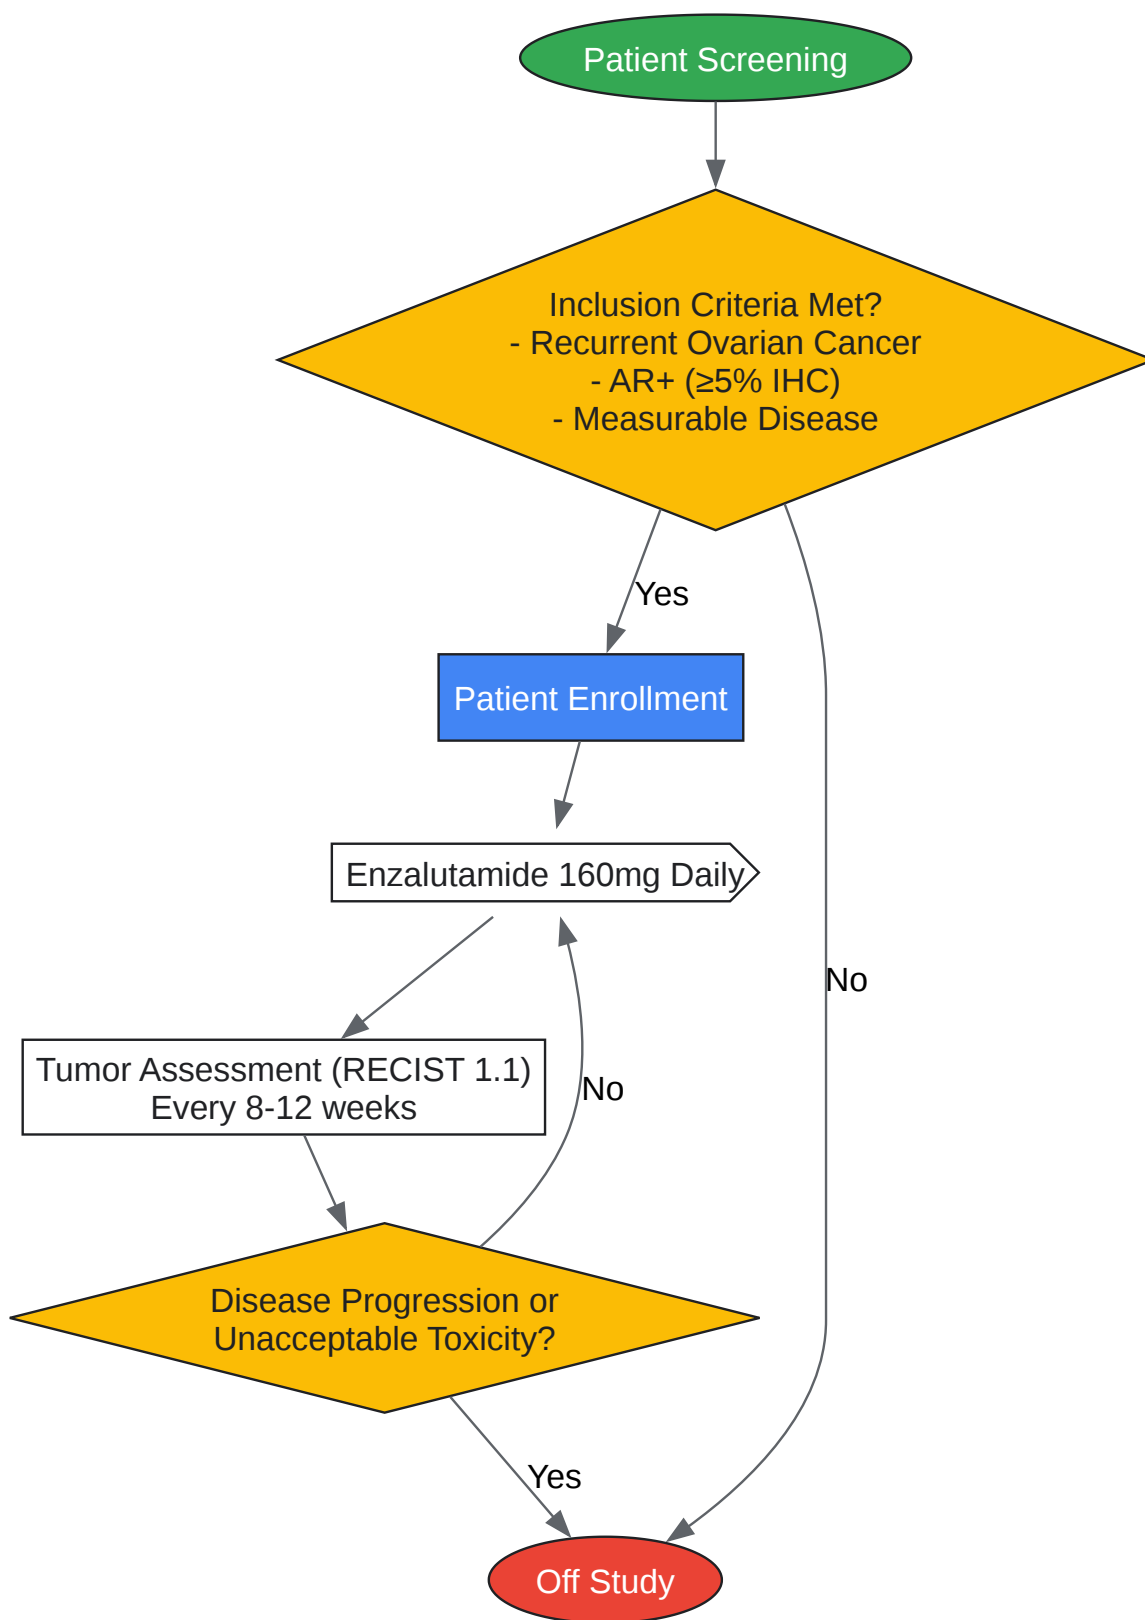 Patient Screening
Inclusion Criteria Met?
- Recurrent Ovarian Cancer
- AR+ (≥5% IHC)
- Measurable Disease
Yes
Patient Enrollment
Enzalutamide 160mg Daily
No
Tumor Assessment (RECIST 1.1)
Every 8-12 weeks
No
Disease Progression or
Unacceptable Toxicity?
Yes
Off Study